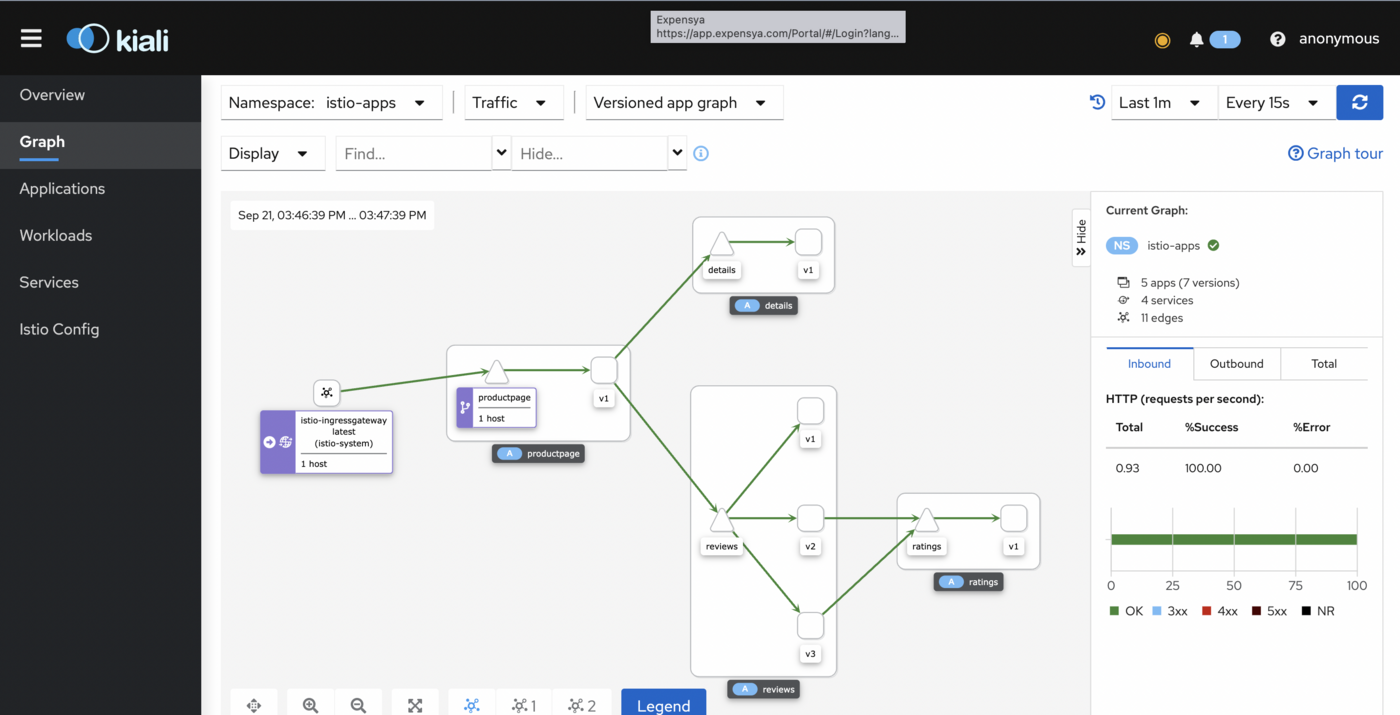 Expensya
https://app.expensya.com/Portal/#/Login?lang...
kiali
1
anonymous
Overview
Graph
Applications
Workloads
Services
Istio Config
Namespace: istio-apps
Traffic
Versioned app graph
Last 1m
Every 15s
Display
Find...
Hide...
Graph tour
Sep 21, 03:46:39 PM ... 03:47:39 PM
Hide
details
v1
A details
productpage
1 host
v1
A productpage
istio-ingressgateway
latest
(istio-system)
1 host
v1
reviews
v2
v3
A reviews
ratings
v1
A ratings
1
2
Legend
Current Graph:
NS istio-apps
5 apps (7 versions)
4 services
11 edges
Inbound
Outbound
Total
HTTP (requests per second):
Total %Success %Error
0.93 100.00 0.00
0 25 50 75 100
OK 3xx 4xx 5xx NR